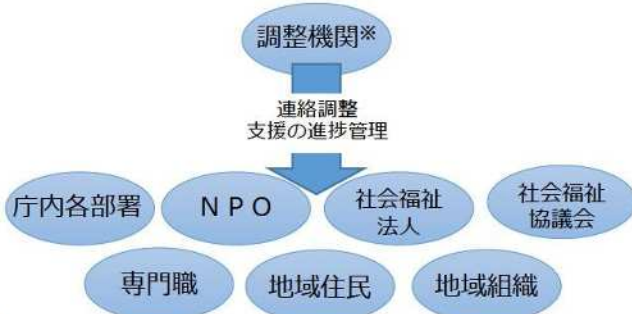 調整機関※
連絡調整
支援の進捗管理
庁内各部署
ＮＰＯ
社会福祉
法人
社会福祉
協議会
専門職
地域住民
地域組織